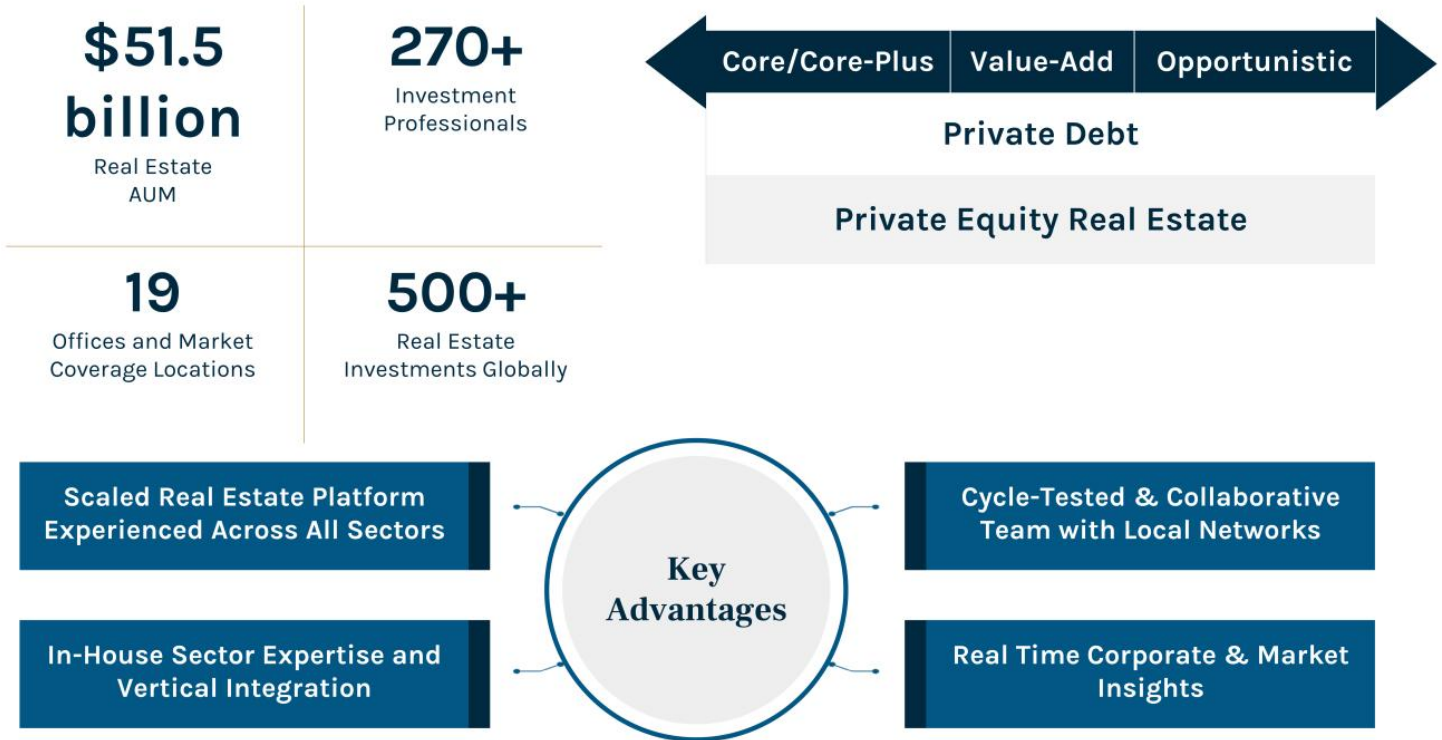 $51.5
billion
Real Estate
AUM
270+
Investment
Professionals
19
Offices and Market
Coverage Locations
500+
Real Estate
Investments Globally
Core/Core-Plus
Value-Add
Opportunistic
Private Debt
Private Equity Real Estate
Scaled Real Estate Platform
Experienced Across All Sectors
In-House Sector Expertise and
Vertical Integration
Key
Advantages
Cycle-Tested & Collaborative
Team with Local Networks
Real Time Corporate & Market
Insights